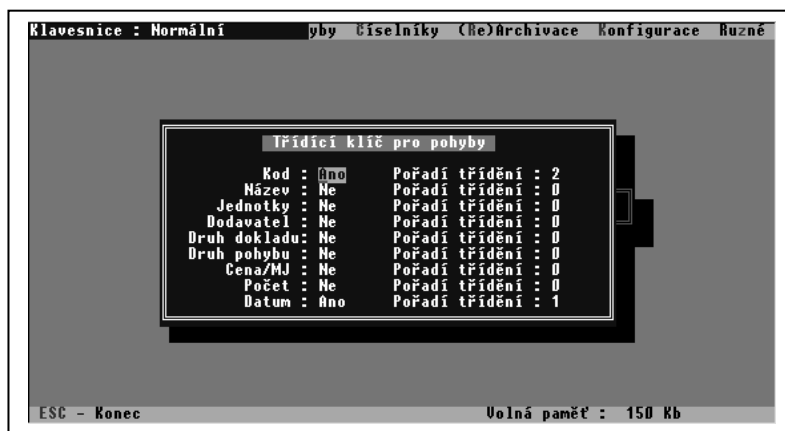 Klavesnice : Normální yby Číselníky (Re)Archivace Konfigurace Ruzné
Třídící klíč pro pohyby
Kod : Ano Pořadí třídění : 2
Název : Ne Pořadí třídění : 0
Jednotky : Ne Pořadí třídění : 0
Dodavatel : Ne Pořadí třídění : 0
Druh dokladu: Ne Pořadí třídění : 0
Druh pohybu : Ne Pořadí třídění : 0
Cena/MJ : Ne Pořadí třídění : 0
Počet : Ne Pořadí třídění : 0
Datum : Ano Pořadí třídění : 1
ESC - Konec Volná paměť : 150 Kb